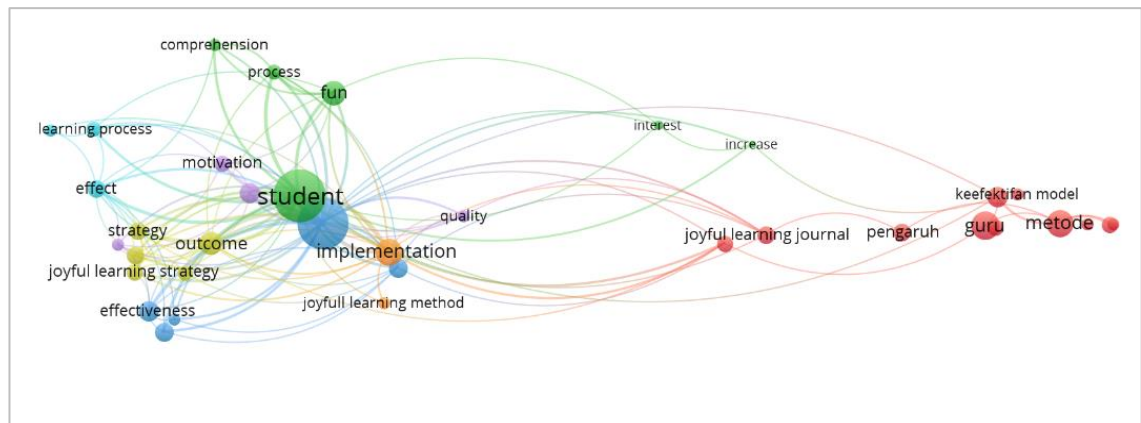 comprehension
process
fun
learning process
interest
increase
motivation
effect
student
keefektifan model
quality
strategy
outcome
implementation
joyful learning journal
pengaruh
guru
metode
joyful learning strategy
joyfull learning method
effectiveness